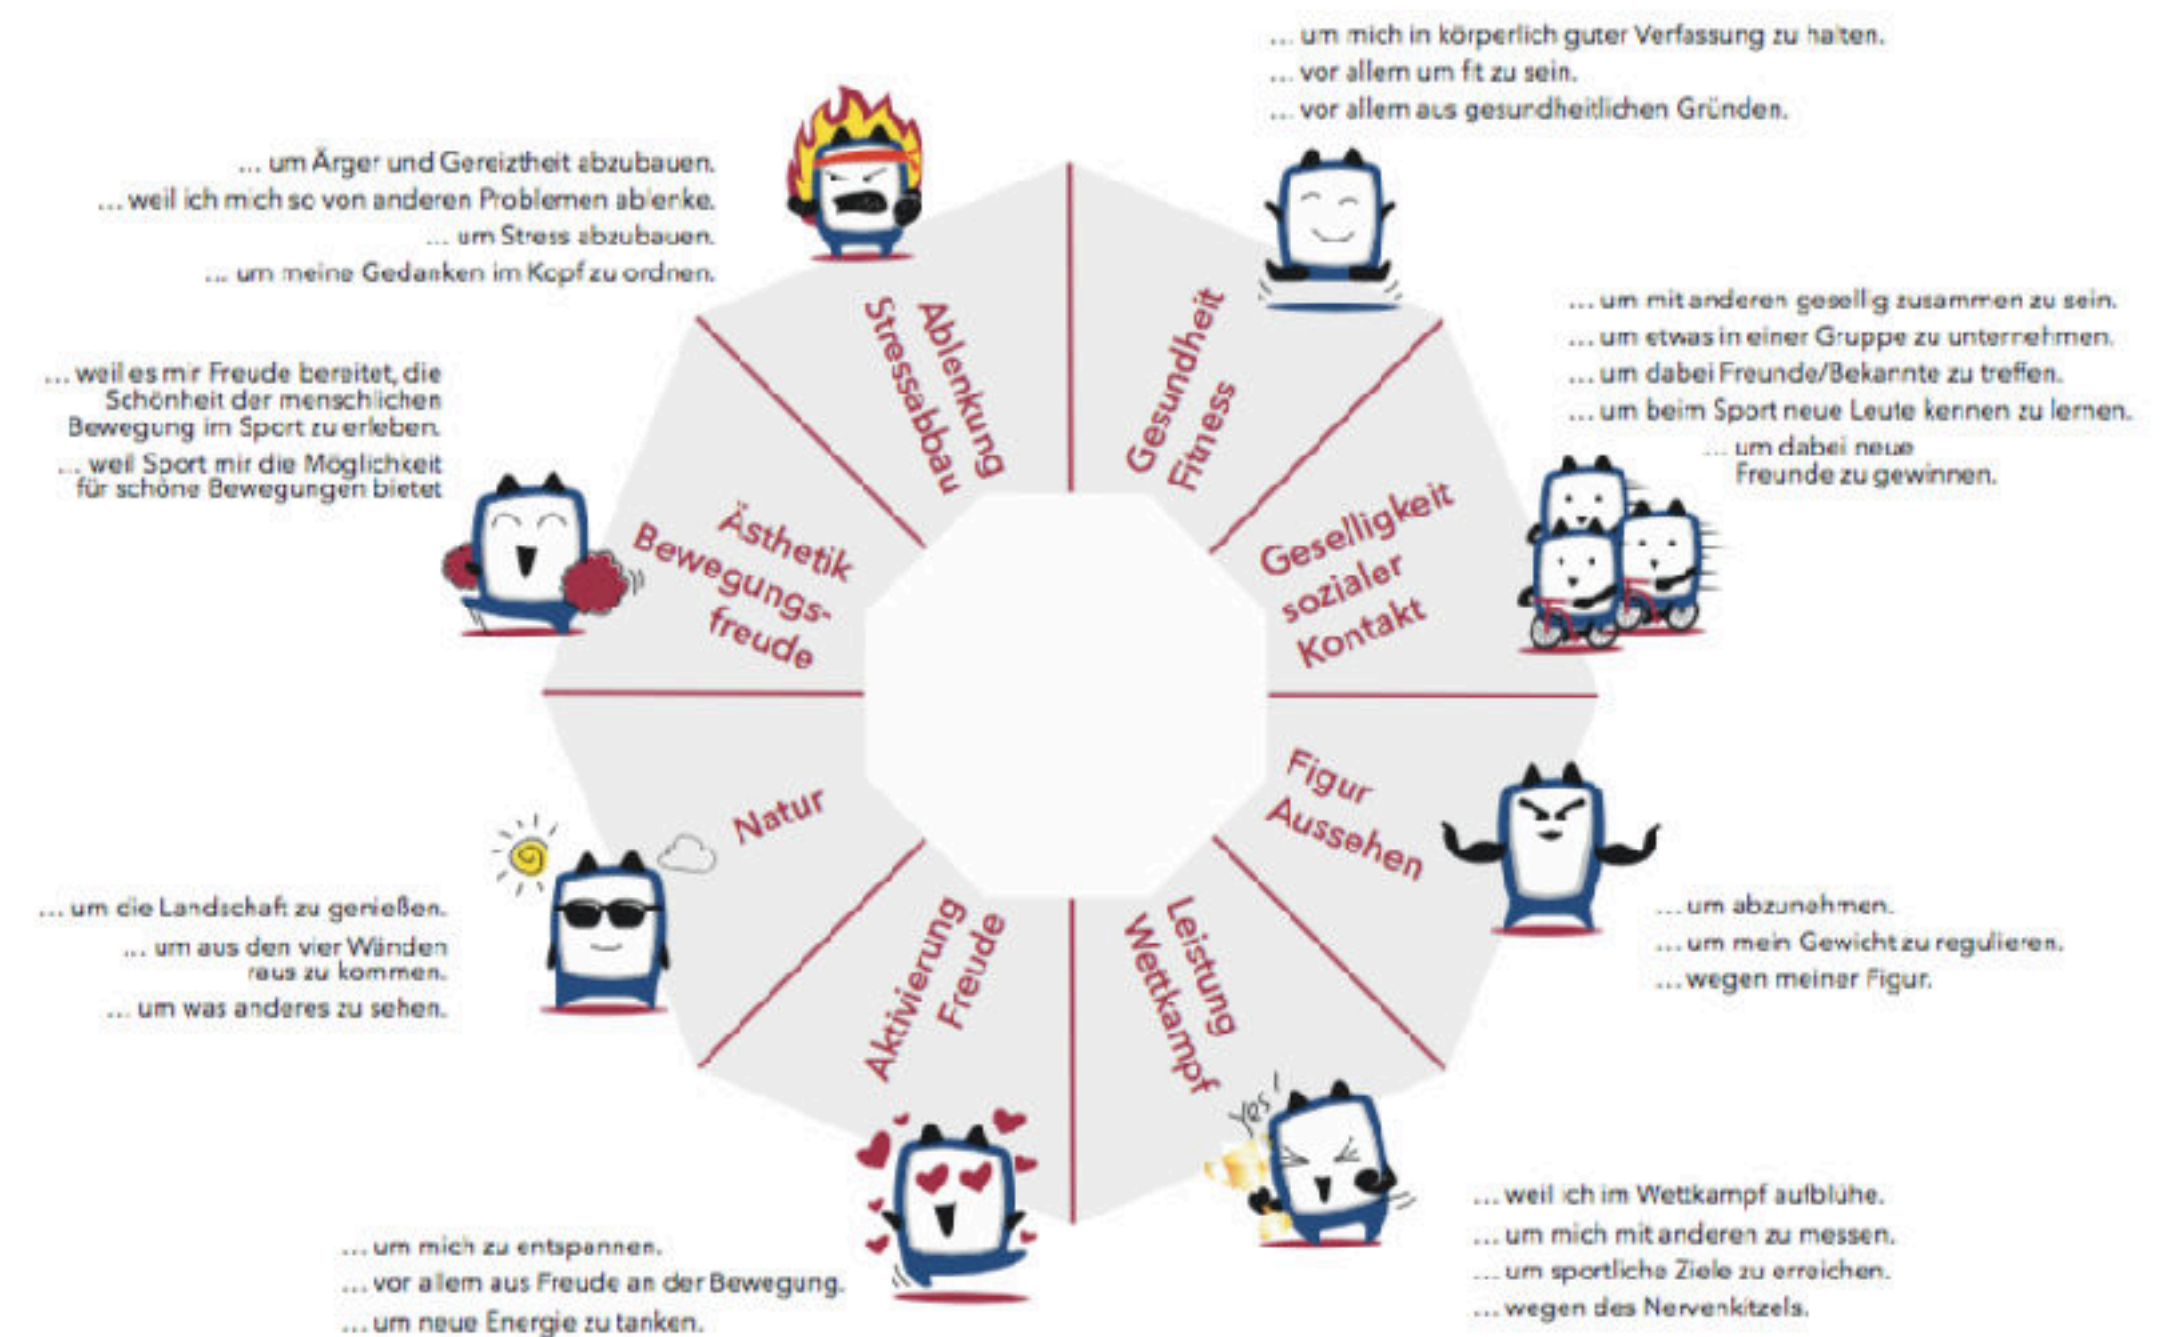 ... um mich in körperlich guter Verfassung zu halten.
... vor allem um fit zu sein.
... vor allem aus gesundheitlichen Gründen.
... um Ärger und Gereiztheit abzubauen.
... weil ich mich so von anderen Problemen ablenke.
... um Stress abzubauen.
... um meine Gedanken im Kopf zu ordnen.
Ablenkung
Stressabbau
Gesundheit
Fitness
... um mit anderen gesellig zusammen zu sein.
... um etwas in einer Gruppe zu unternehmen.
... um dabei Freunde/Bekannte zu treffen.
... um beim Sport neue Leute kennen zu lernen.
... um dabei neue
Freunde zu gewinnen.
... weil es mir Freude bereitet, die
Schönheit der menschlichen
Bewegung im Sport zu erleben.
... weil Sport mir die Möglichkeit
für schöne Bewegungen bietet
Ästhetik
Bewegungs-
freude
Geselligkeit
sozialer
Kontakt
Natur
Figur
Aussehen
... um die Landschaft zu genießen.
... um aus den vier Wänden
raus zu kommen.
... um was anderes zu sehen.
... um abzunehmen.
... um mein Gewicht zu regulieren.
... wegen meiner Figur.
Aktivierung
Freude
Leistung
Wettkampf
Yes!
... um mich zu entspannen.
... vor allem aus Freude an der Bewegung.
... um neue Energie zu tanken.
... weil ich im Wettkampf aufblühe.
... um mich mit anderen zu messen.
... um sportliche Ziele zu erreichen.
... wegen des Nervenkitzels.